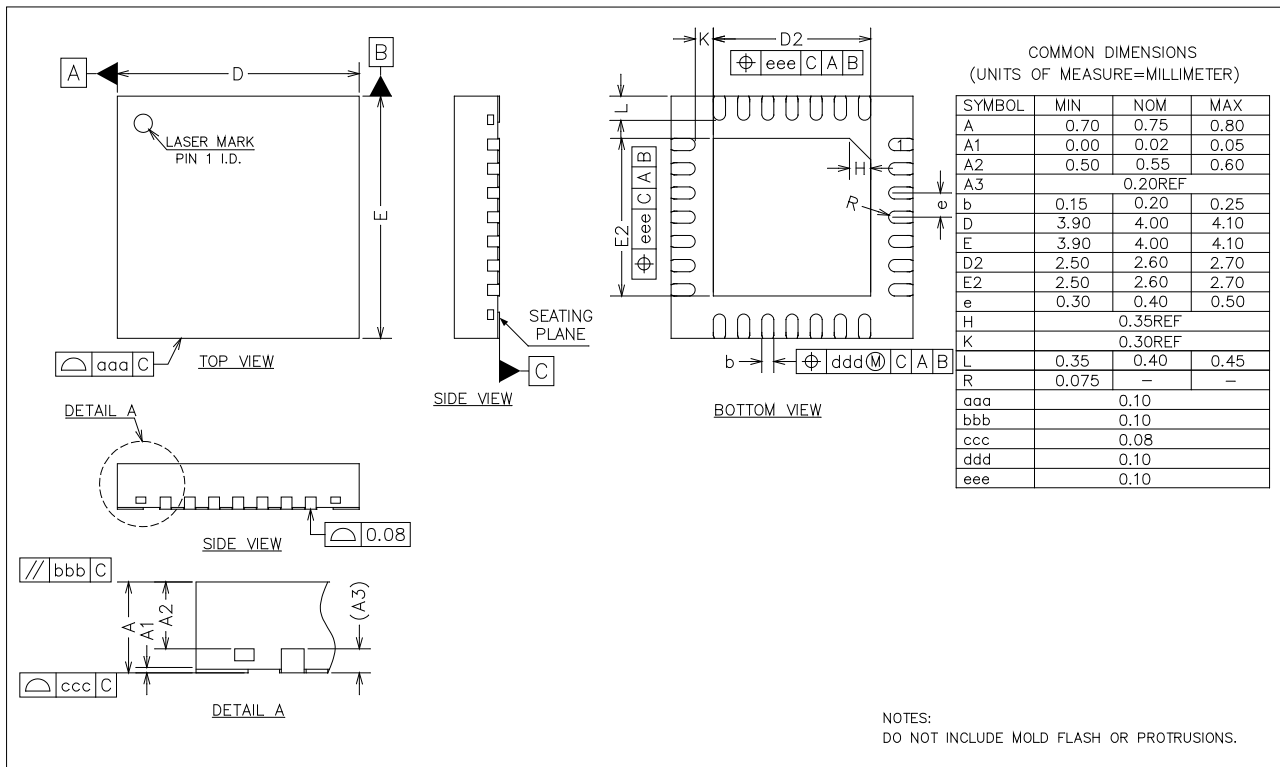 A
D
B
LASER MARK
PIN 1 I.D.
E
aaa C
TOP VIEW
SEATING
PLANE
C
SIDE VIEW
K
D2
⌖ eee C A B
L
E2
⌖ eee C A B
H
R
1
e
b
⌖ ddd Ⓜ C A B
BOTTOM VIEW
COMMON DIMENSIONS
(UNITS OF MEASURE=MILLIMETER)
SYMBOL MIN NOM MAX
A 0.70 0.75 0.80
A1 0.00 0.02 0.05
A2 0.50 0.55 0.60
A3 0.20REF
b 0.15 0.20 0.25
D 3.90 4.00 4.10
E 3.90 4.00 4.10
D2 2.50 2.60 2.70
E2 2.50 2.60 2.70
e 0.30 0.40 0.50
H 0.35REF
K 0.30REF
L 0.35 0.40 0.45
R 0.075 – –
aaa 0.10
bbb 0.10
ccc 0.08
ddd 0.10
eee 0.10
DETAIL A
0.08
SIDE VIEW
// bbb C
A
A1
A2
(A3)
ccc C
DETAIL A
NOTES:
DO NOT INCLUDE MOLD FLASH OR PROTRUSIONS.